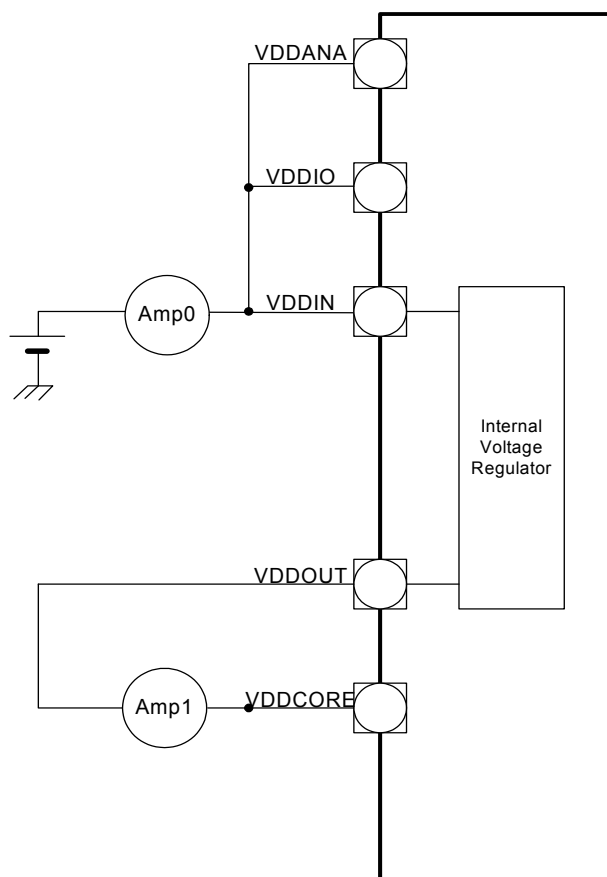 VDDANA
VDDIO
Amp0
VDDIN
Internal
Voltage
Regulator
VDDOUT
Amp1
VDDCORE